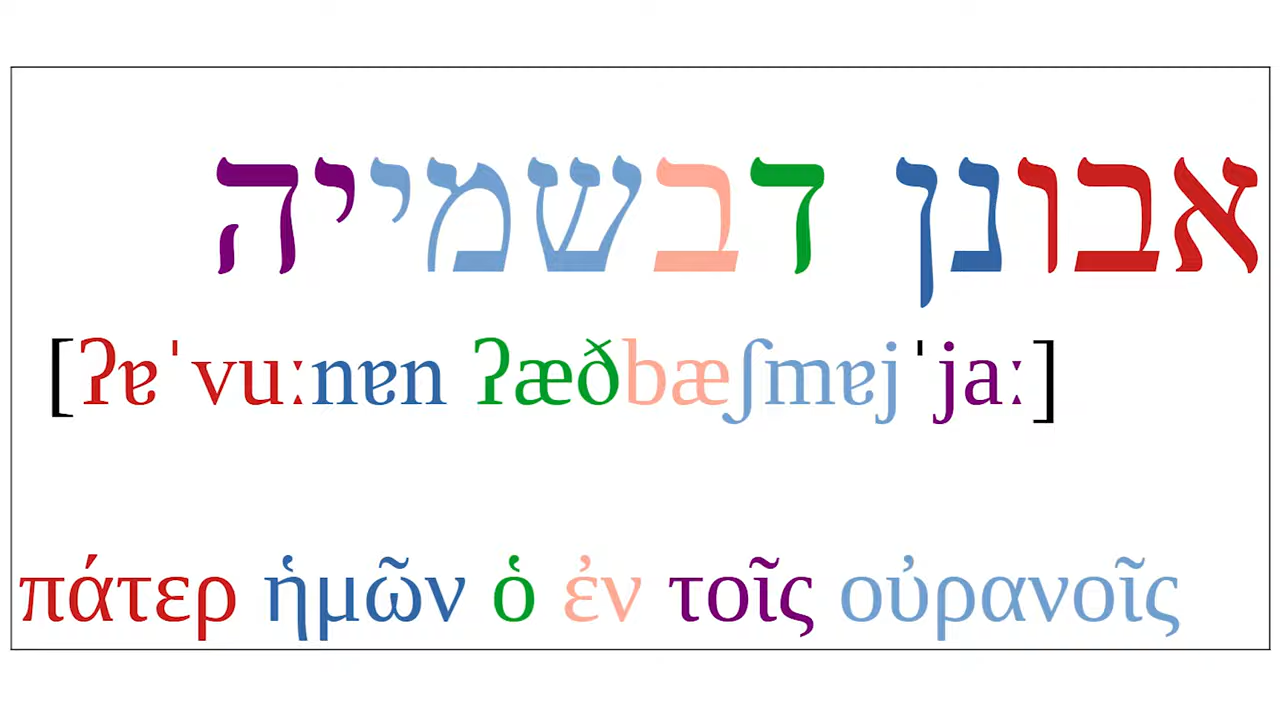 אבונן דבשמייה
[ʔɐˈvuːnɐn ʔæðbæʃmɐjˈjaː]
πάτερ ἡμῶν ὁ ἐν τοῖς οὐρανοῖς